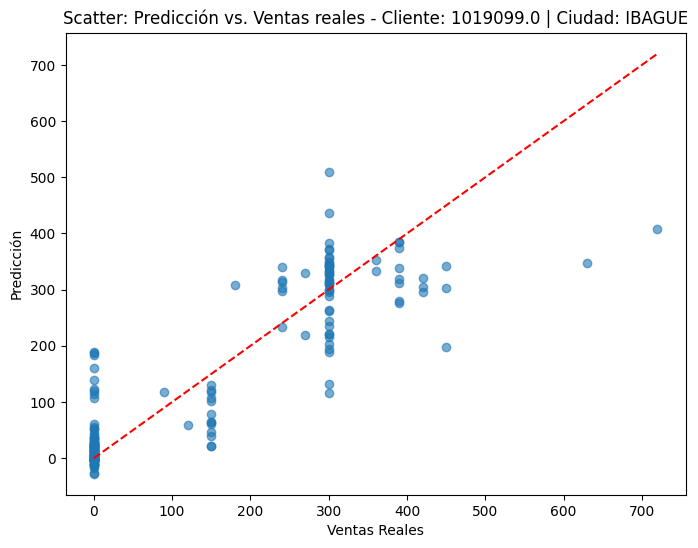 Scatter: Predicción vs. Ventas reales - Cliente: 1019099.0 | Ciudad: IBAGUE
700
600
500
400
300
200
100
0
Predicción
0 100 200 300 400 500 600 700
Ventas Reales